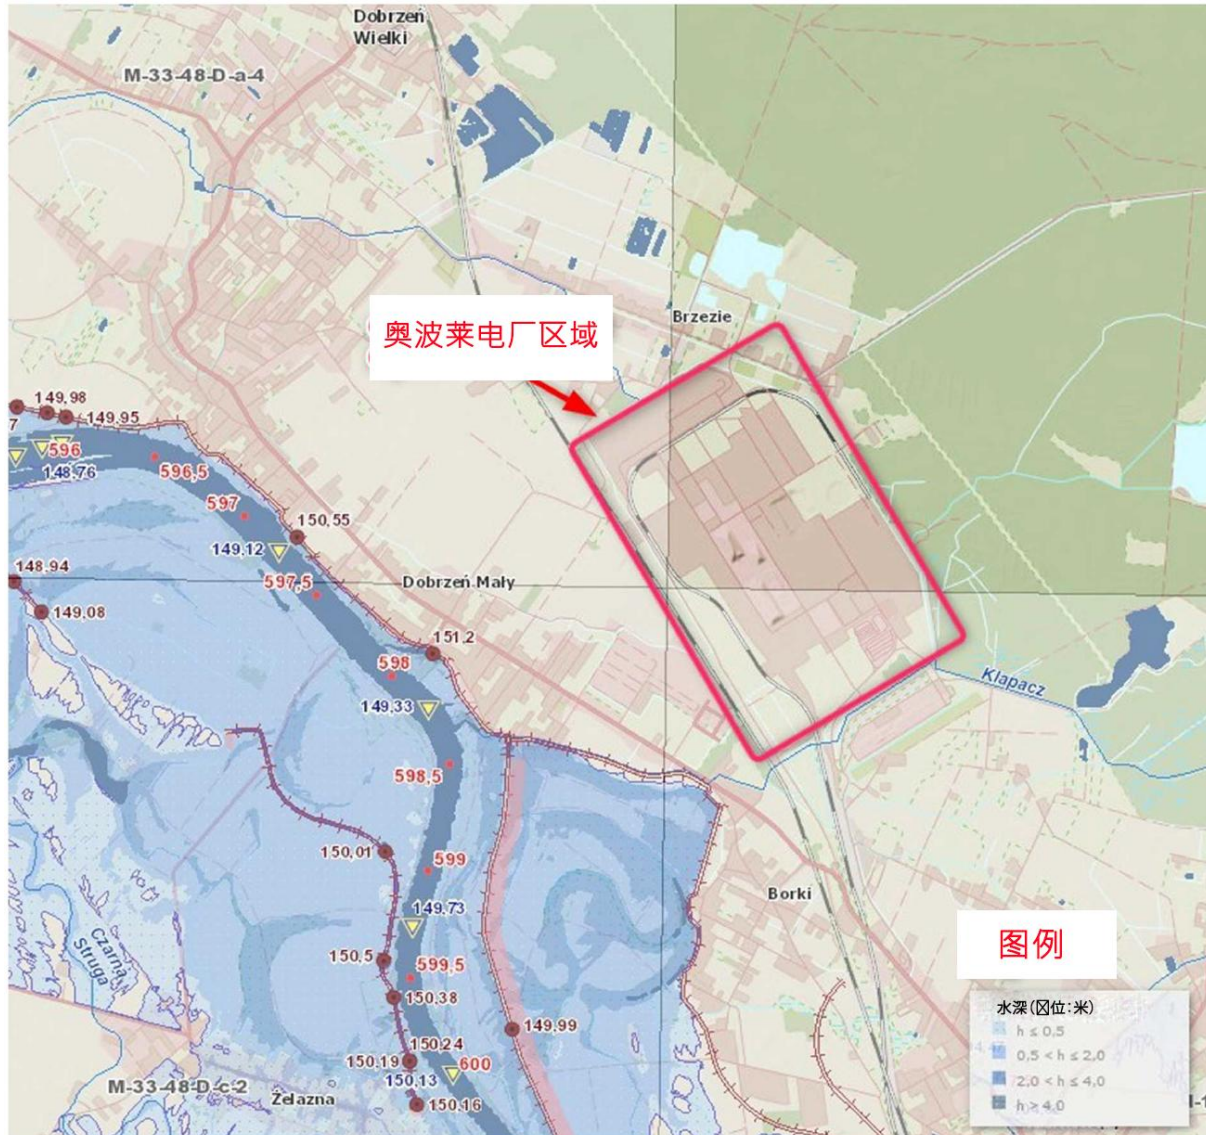 Dobrzeń
Wielki
M-33-48-D-a-4
奥波莱电厂区域
Brzezie
149,98
149,95
7
596
148,76
596,5
597
150,55
149,12
148,94
597,5
Dobrzeń Mały
149,08
151,2
598
149,33
Klapacz
598,5
150,01
599
Borki
149,73
Czarna
Struga
150,5
599,5
图例
150,38
水深(单位:米)
149,99
h ≤ 0,5
150,24
150,19
600
0,5 < h ≤ 2,0
150,13
2,0 < h ≤ 4,0
M-33-48-D-c-2
Żelazna
150,16
h > 4,0